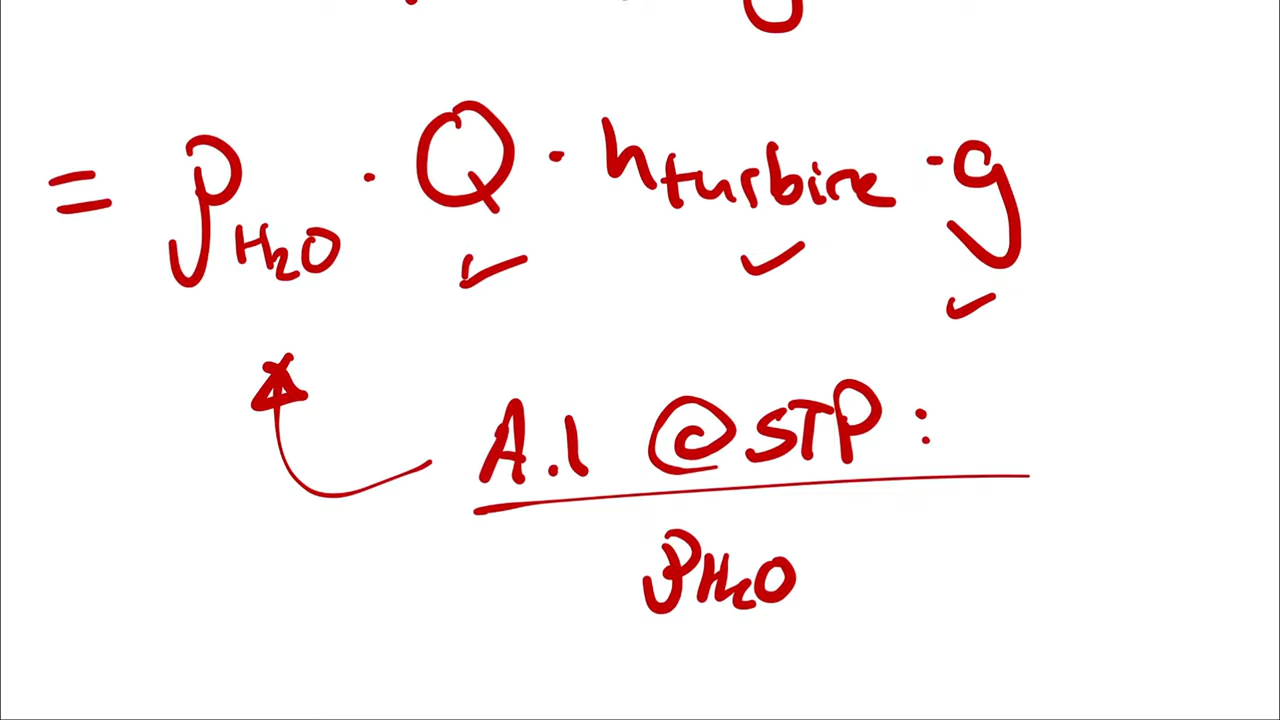 = ρH₂O · Q · hturbine · g
A.1 @ STP :
ρH₂O